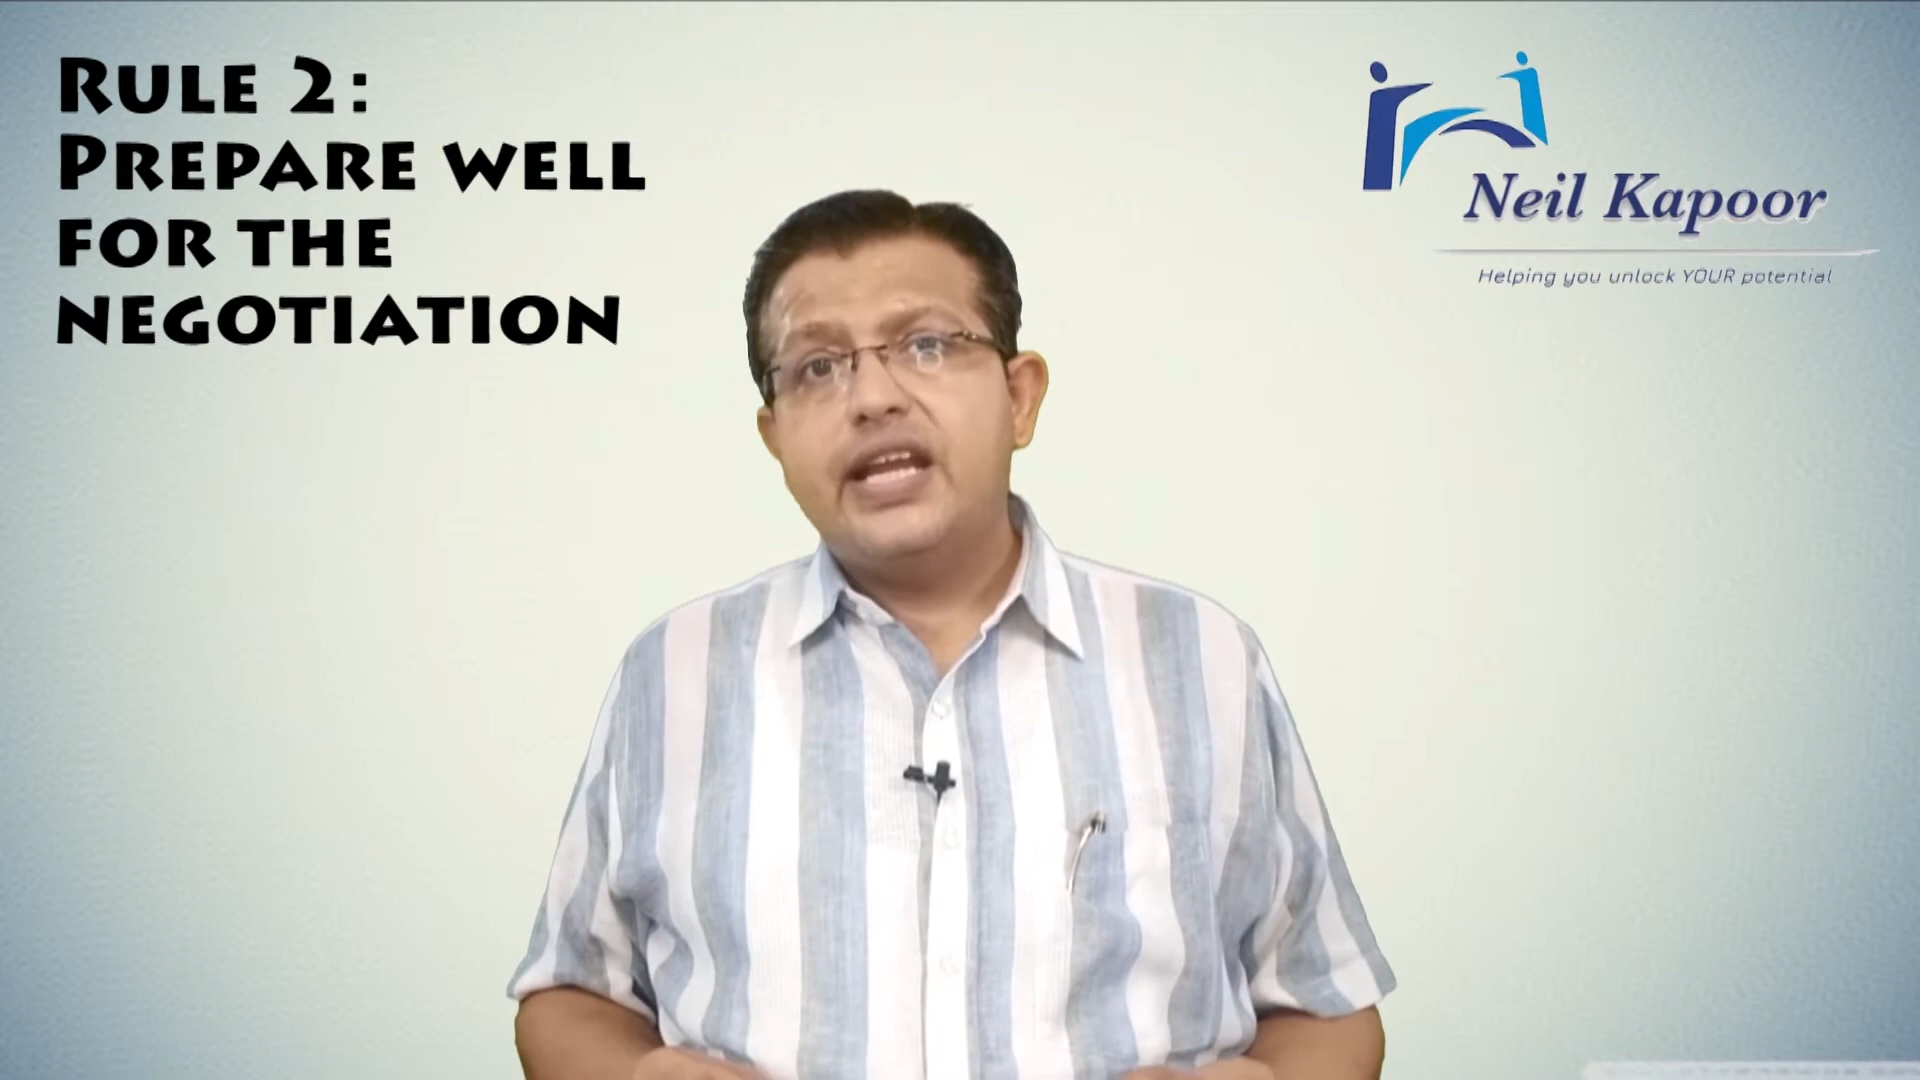 RULE 2:
PREPARE WELL
FOR THE
NEGOTIATION
Neil Kapoor
Helping you unlock YOUR potential